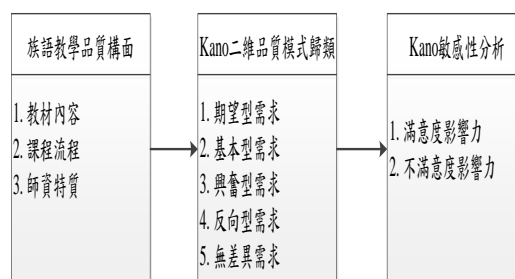 族語教學品質構面
1. 教材內容
2. 課程流程
3. 師資特質
Kano二維品質模式歸類
1. 期望型需求
2. 基本型需求
3. 興奮型需求
4. 反向型需求
5. 無差異需求
Kano敏感性分析
1. 滿意度影響力
2. 不滿意度影響力